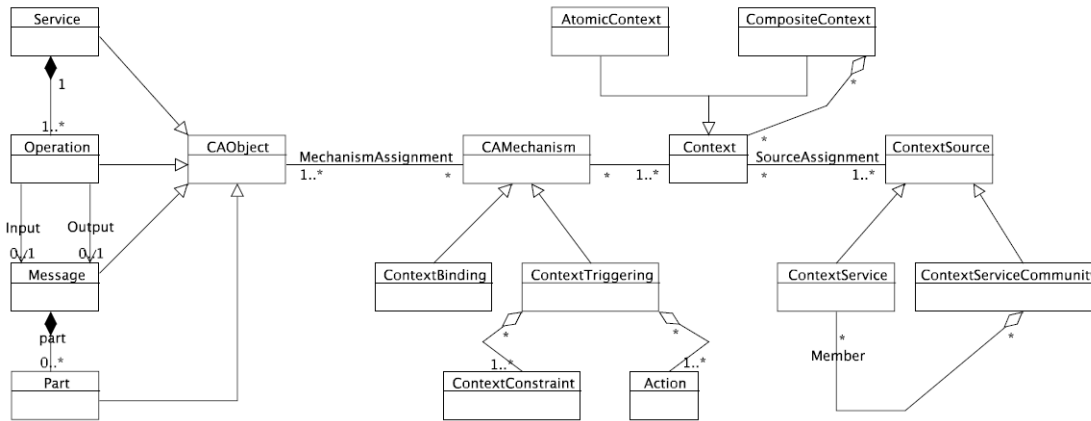 Service
AtomicContext
CompositeContext
1
*
1..*
*
Operation
CAObject
MechanismAssignment
CAMechanism
Context
SourceAssignment
ContextSource
1..*
*
*
1..*
*
1..*
Input
Output
0..1
0..1
Message
ContextBinding
ContextTriggering
ContextService
ContextServiceCommunity
part
*
*
*
*
Member
0..*
1..*
1..*
Part
ContextConstraint
Action